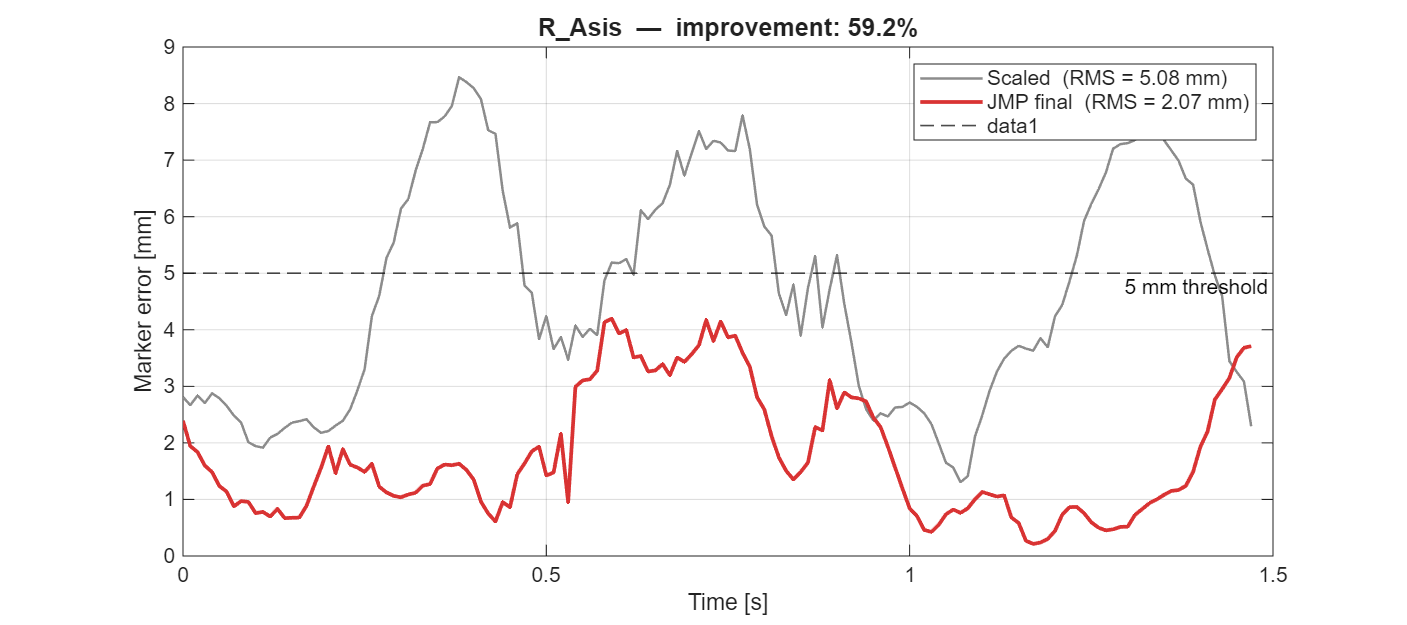 R_Asis — improvement: 59.2%
Scaled (RMS = 5.08 mm)
JMP final (RMS = 2.07 mm)
data1
5 mm threshold
Marker error [mm]
9
8
7
6
5
4
3
2
1
0
0 0.5 1 1.5
Time [s]